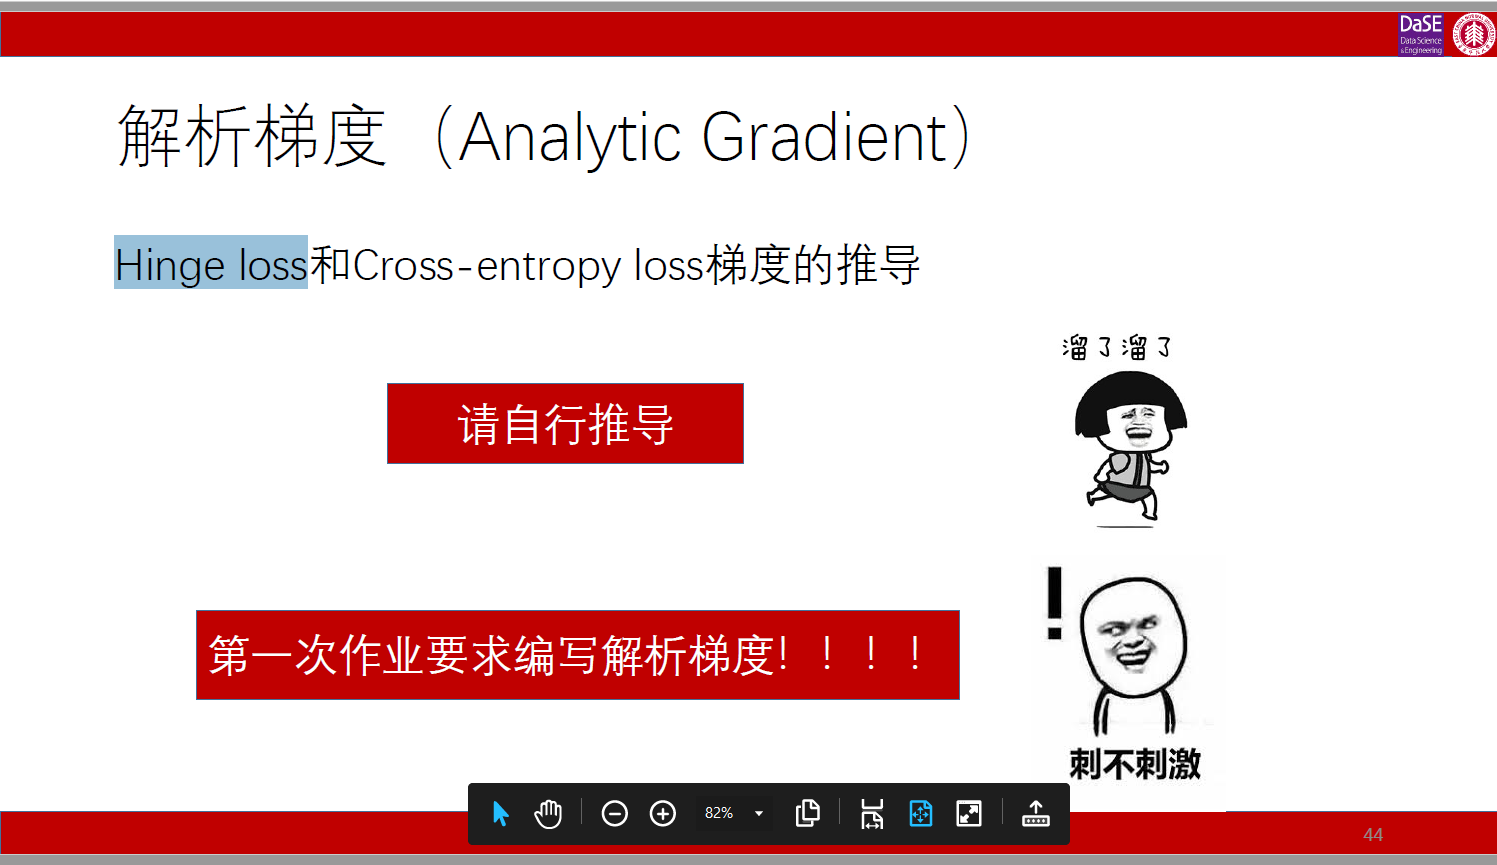 DaSE
Data Science
& Engineering
解析梯度（Analytic Gradient）
Hinge loss和Cross-entropy loss梯度的推导
溜了溜了
请自行推导
第一次作业要求编写解析梯度！！！！
!
刺不刺激
82%
44